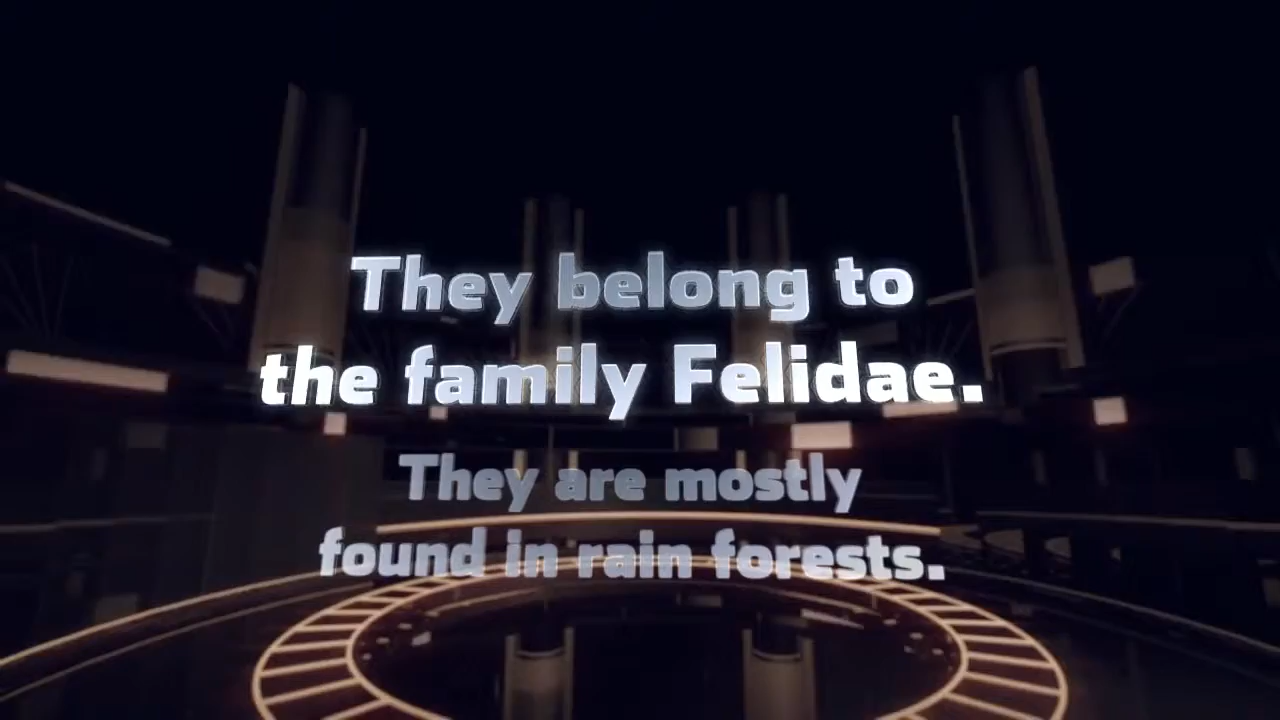 They belong to
the family Felidae.
They are mostly
found in rain forests.